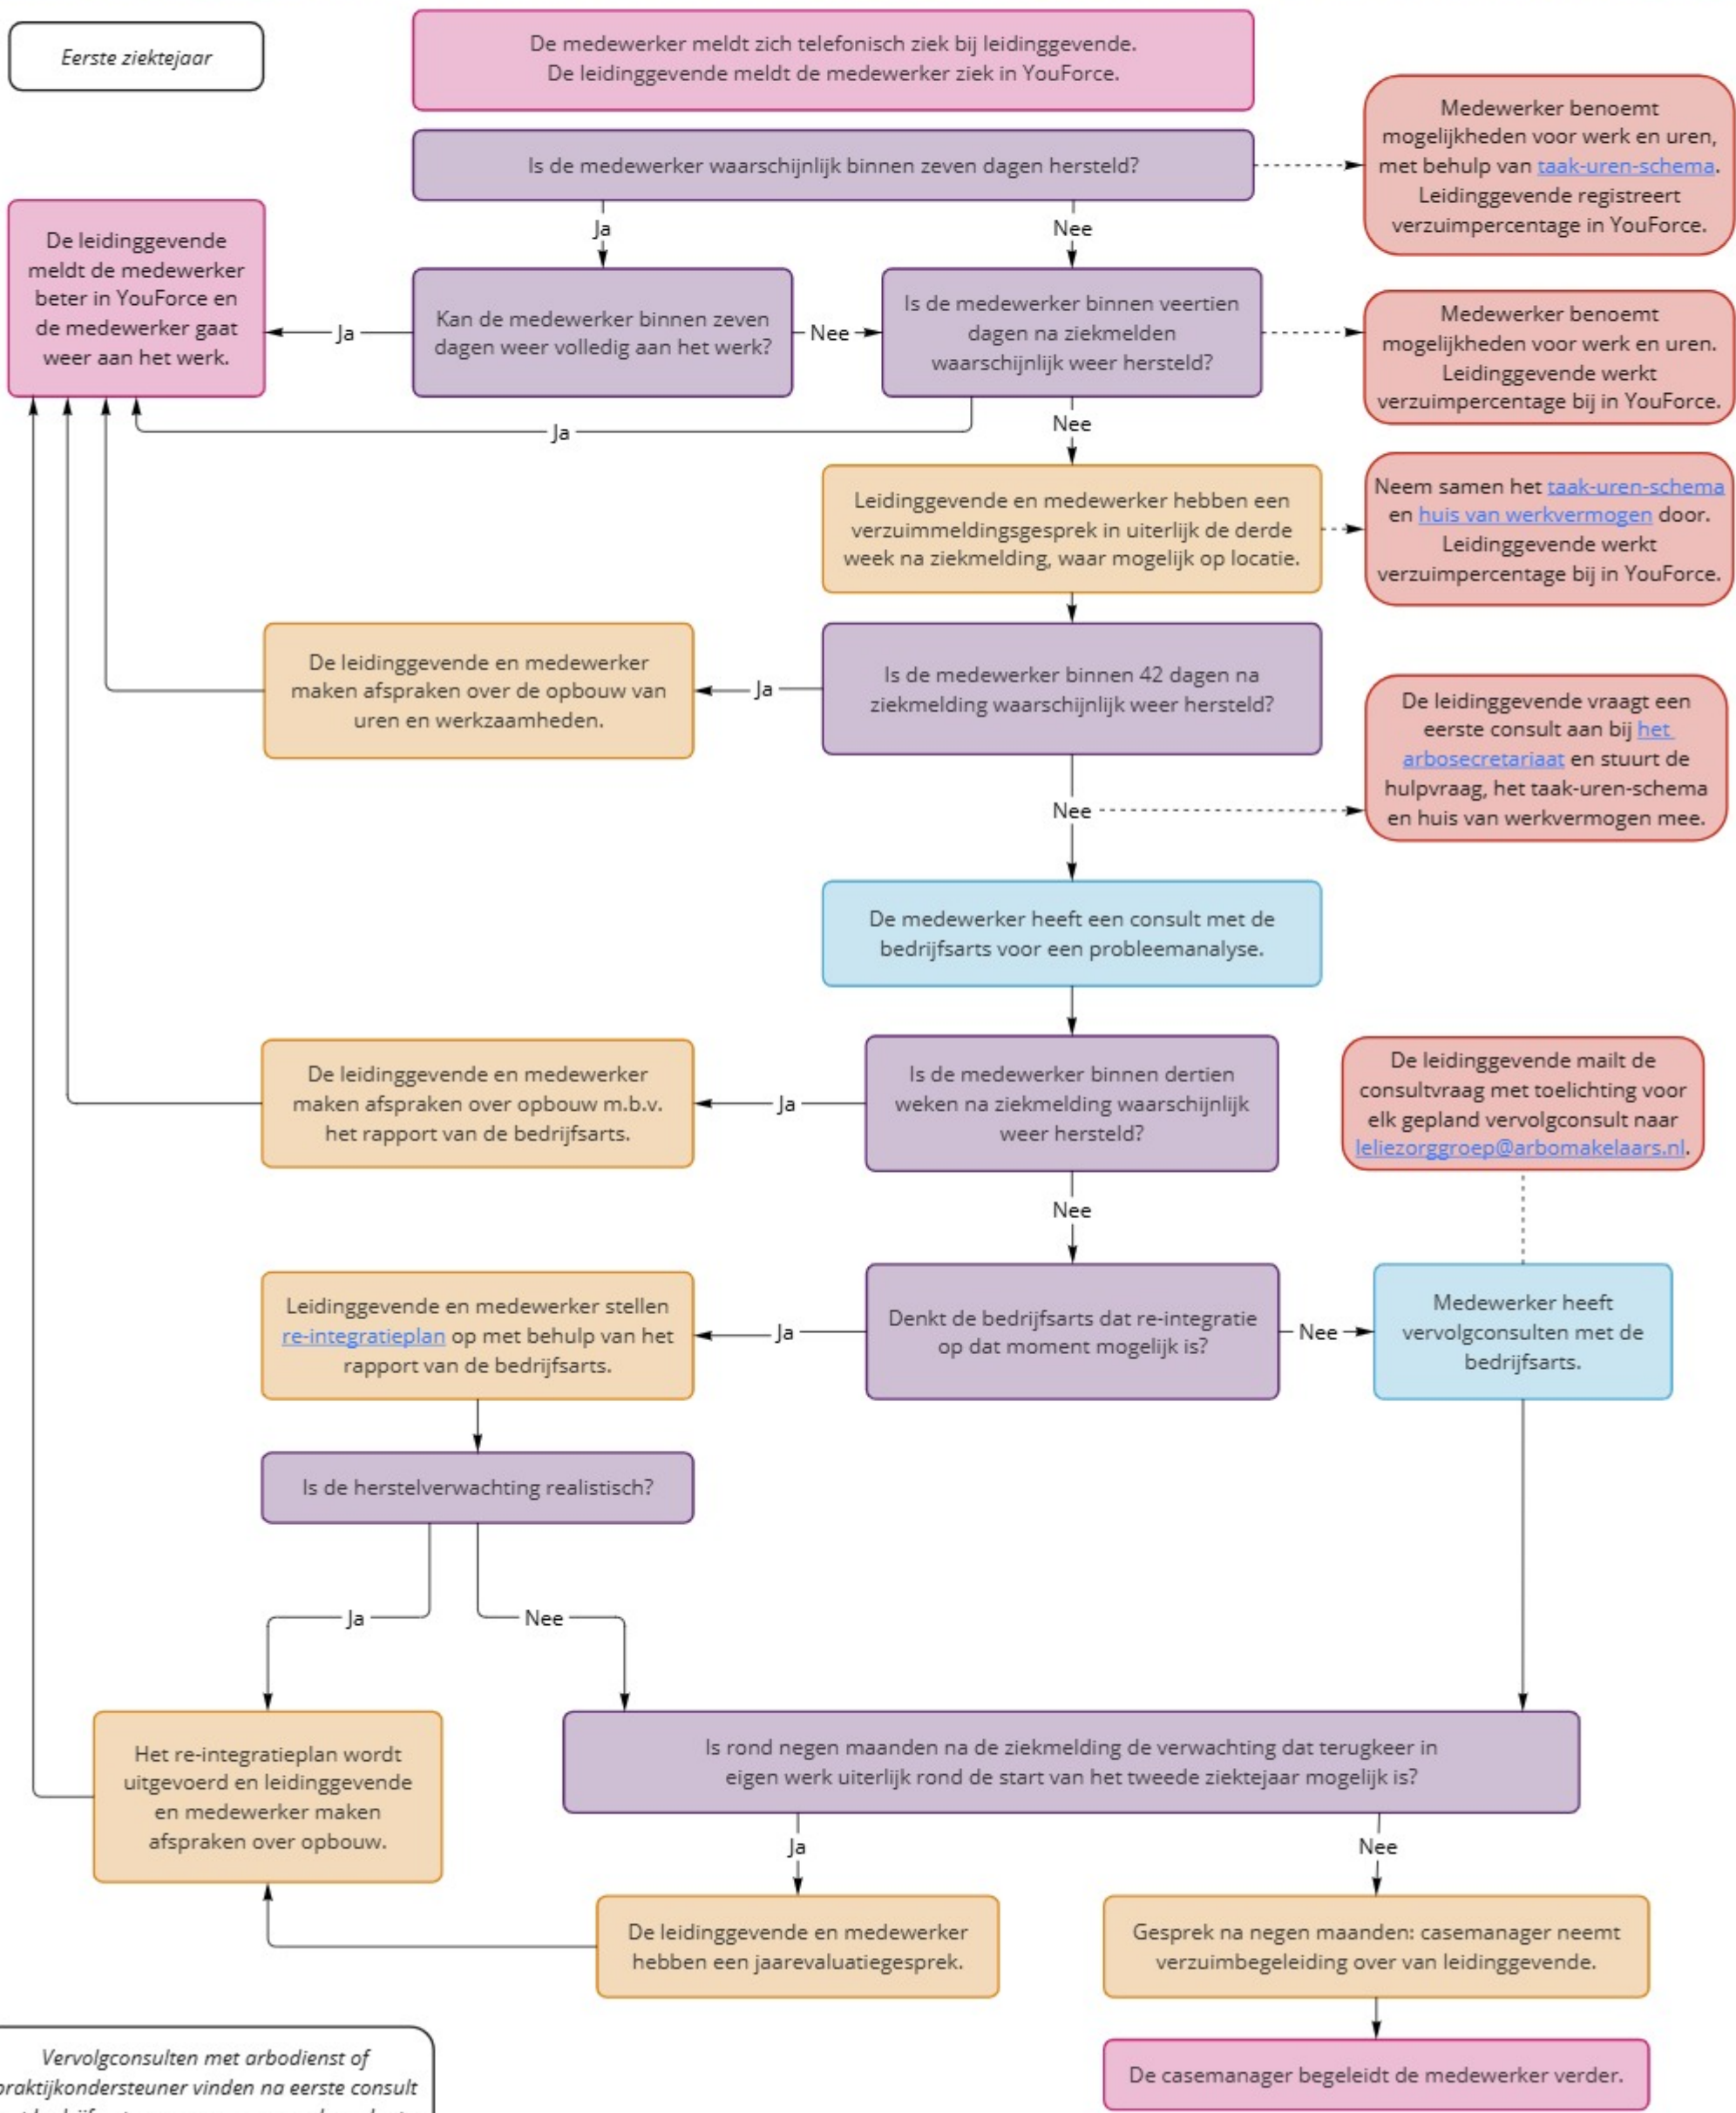 Eerste ziektejaar
De medewerker meldt zich telefonisch ziek bij leidinggevende.
De leidinggevende meldt de medewerker ziek in YouForce.
Is de medewerker waarschijnlijk binnen zeven dagen hersteld?
Medewerker benoemt
mogelijkheden voor werk en uren,
met behulp van taak-uren-schema.
Leidinggevende registreert
verzuimpercentage in YouForce.
Ja
Nee
De leidinggevende
meldt de medewerker
beter in YouForce en
de medewerker gaat
weer aan het werk.
Ja
Kan de medewerker binnen zeven
dagen weer volledig aan het werk?
Nee
Is de medewerker binnen veertien
dagen na ziekmelden
waarschijnlijk weer hersteld?
Medewerker benoemt
mogelijkheden voor werk en uren.
Leidinggevende werkt
verzuimpercentage bij in YouForce.
Ja
Nee
Leidinggevende en medewerker hebben een
verzuimmeldingsgesprek in uiterlijk de derde
week na ziekmelding, waar mogelijk op locatie.
Neem samen het taak-uren-schema
en huis van werkvermogen door.
Leidinggevende werkt
verzuimpercentage bij in YouForce.
De leidinggevende en medewerker
maken afspraken over de opbouw van
uren en werkzaamheden.
Ja
Is de medewerker binnen 42 dagen na
ziekmelding waarschijnlijk weer hersteld?
De leidinggevende vraagt een
eerste consult aan bij het
arbosecretariaat en stuurt de
hulpvraag, het taak-uren-schema
en huis van werkvermogen mee.
Nee
De medewerker heeft een consult met de
bedrijfsarts voor een probleemanalyse.
De leidinggevende en medewerker
maken afspraken over opbouw m.b.v.
het rapport van de bedrijfsarts.
Ja
Is de medewerker binnen dertien
weken na ziekmelding waarschijnlijk
weer hersteld?
De leidinggevende mailt de
consultvraag met toelichting voor
elk gepland vervolgconsult naar
leliezorggroep@arbomakelaars.nl.
Nee
Leidinggevende en medewerker stellen
re-integratieplan op met behulp van het
rapport van de bedrijfsarts.
Ja
Denkt de bedrijfsarts dat re-integratie
op dat moment mogelijk is?
Nee
Medewerker heeft
vervolgconsulten met de
bedrijfsarts.
Is de herstelverwachting realistisch?
Ja
Nee
Het re-integratieplan wordt
uitgevoerd en leidinggevende
en medewerker maken
afspraken over opbouw.
Is rond negen maanden na de ziekmelding de verwachting dat terugkeer in
eigen werk uiterlijk rond de start van het tweede ziektejaar mogelijk is?
Ja
Nee
De leidinggevende en medewerker
hebben een jaarevaluatiegesprek.
Gesprek na negen maanden: casemanager neemt
verzuimbegeleiding over van leidinggevende.
De casemanager begeleidt de medewerker verder.
Vervolgconsulten met arbodienst of
praktijkondersteuner vinden na eerste consult